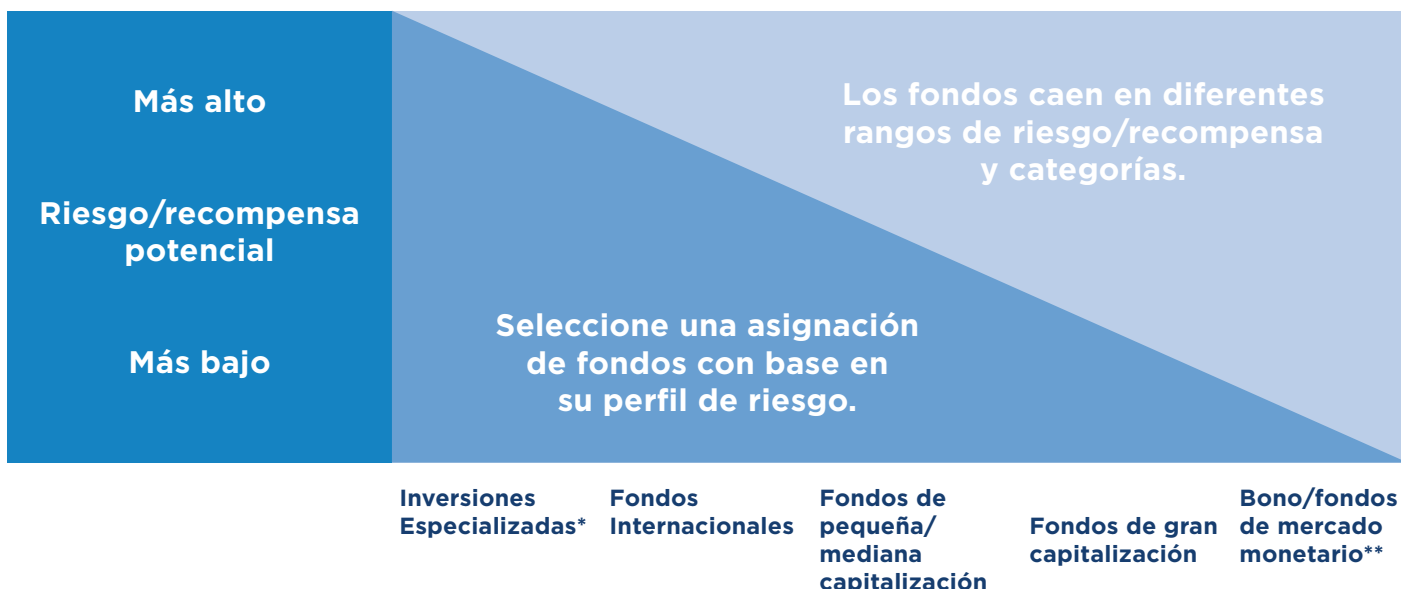 Más alto
Riesgo/recompensa
potencial
Más bajo
Los fondos caen en diferentes
rangos de riesgo/recompensa
y categorías.
Seleccione una asignación
de fondos con base en
su perfil de riesgo.
Inversiones
Especializadas*
Fondos
Internacionales
Fondos de
pequeña/
mediana
capitalización
Fondos de gran
capitalización
Bono/fondos
de mercado
monetario**